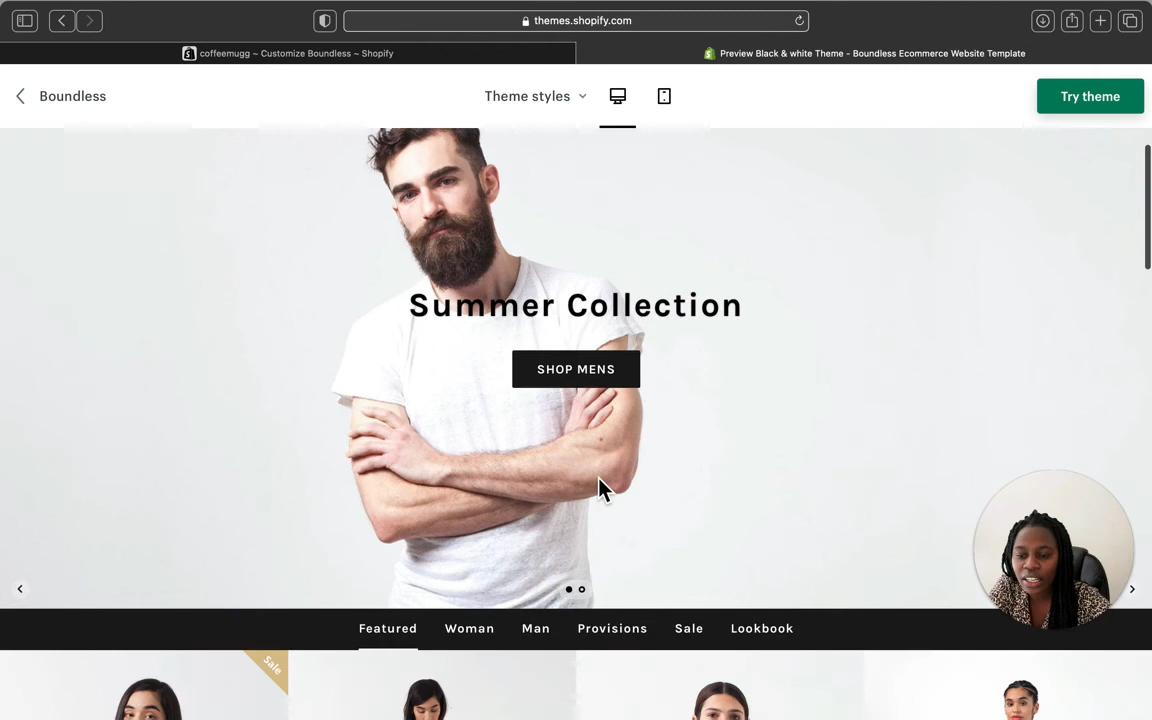 themes.shopify.com
coffeemugg ~ Customize Boundless ~ Shopify
Preview Black & white Theme - Boundless Ecommerce Website Template
Boundless
Theme styles
Try theme
Summer Collection
SHOP MENS
Featured Woman Man Provisions Sale Lookbook
Sale